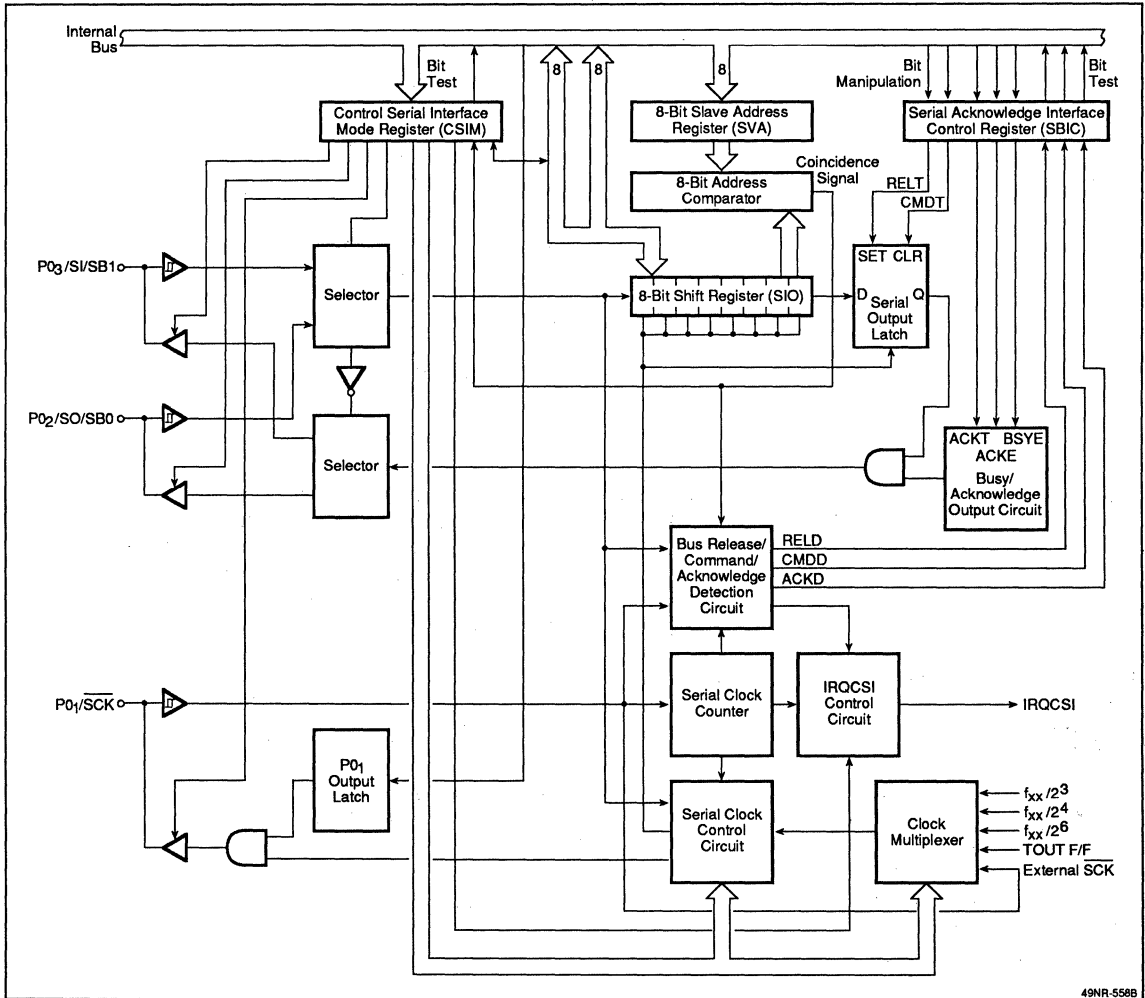 Internal
Bus
Bit
Test
8
8
8
Bit
Manipulation
Bit
Test
Control Serial Interface
Mode Register (CSIM)
8-Bit Slave Address
Register (SVA)
Serial Acknowledge Interface
Control Register (SBIC)
8-Bit Address
Comparator
Coincidence
Signal
RELT
CMDT
P0₃/SI/SB1
Selector
8-Bit Shift Register (SIO)
SET CLR
D Q
Serial
Output
Latch
P0₂/SO/SB0
Selector
ACKT BSYE
ACKE
Busy/
Acknowledge
Output Circuit
Bus Release/
Command/
Acknowledge
Detection
Circuit
RELD
CMDD
ACKD
P0₁/S̅C̅K̅
Serial Clock
Counter
IRQCSI
Control
Circuit
IRQCSI
P0₁
Output
Latch
Serial Clock
Control
Circuit
Clock
Multiplexer
fxx/2³
fxx/2⁴
fxx/2⁶
TOUT F/F
External S̅C̅K̅
49NR-558B